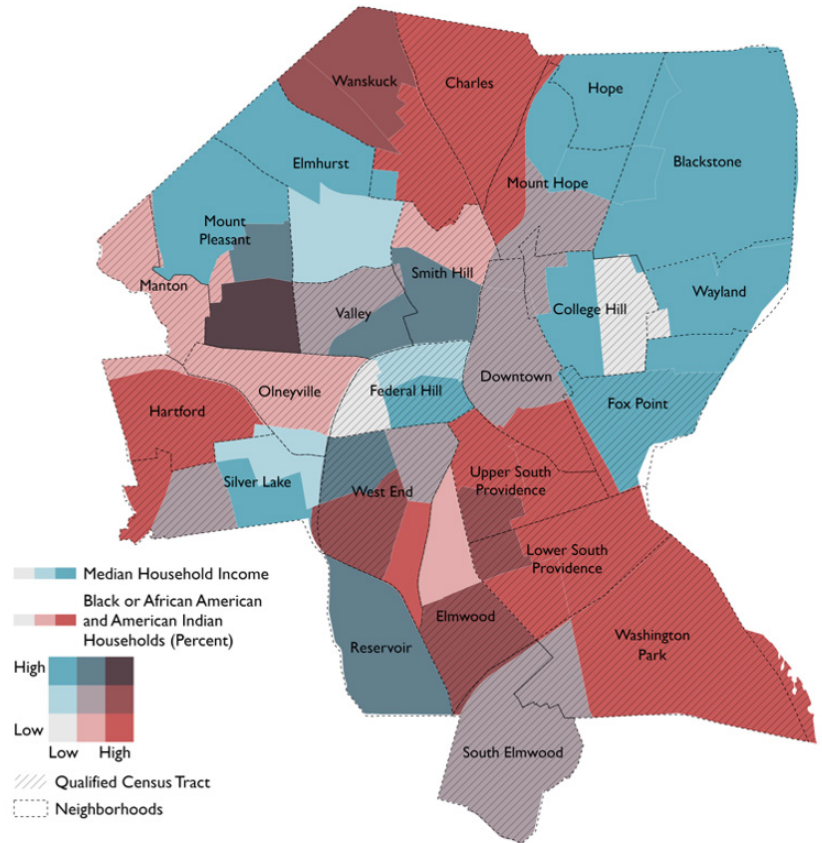 Wanskuck
Charles
Hope
Blackstone
Elmhurst
Mount Hope
Mount
Pleasant
Smith Hill
Manton
Wayland
College Hill
Valley
Downtown
Olneyville
Federal Hill
Fox Point
Hartford
Upper South
Providence
Silver Lake
West End
Lower South
Providence
Elmwood
Washington
Park
Reservoir
South Elmwood
Median Household Income
Black or African American
and American Indian
Households (Percent)
High
Low
Low High
Qualified Census Tract
Neighborhoods